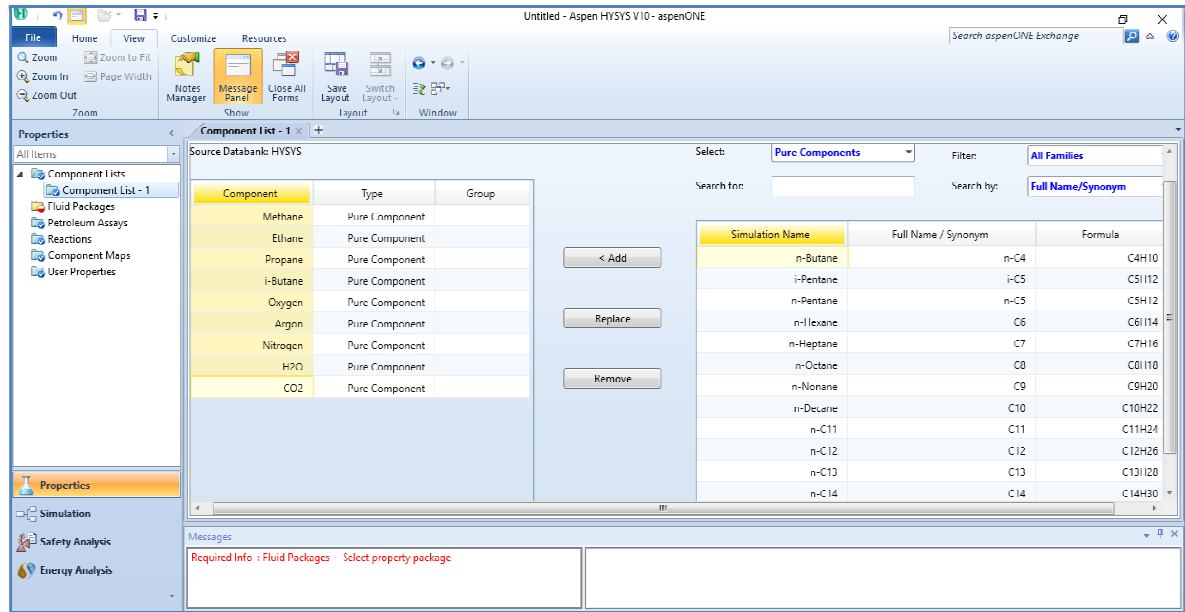 Untitled - Aspen HYSYS V10 - aspenONE
File Home View Customize Resources
Search aspenONE Exchange
Zoom Zoom to Fit
Zoom In Page Width
Zoom Out
Notes Manager
Message Panel
Close All Forms
Save Layout
Switch Layout
Zoom Show Layout Window
Properties
All Items
Component Lists
Component List - 1
Fluid Packages
Petroleum Assays
Reactions
Component Maps
User Properties
Properties
Simulation
Safety Analysis
Energy Analysis
Component List - 1
Source Databank: HYSYS
Component Type Group
Methane Pure Component
Ethane Pure Component
Propane Pure Component
i-Butane Pure Component
Oxygen Pure Component
Argon Pure Component
Nitrogen Pure Component
H2O Pure Component
CO2 Pure Component
< Add
Replace
Remove
Select: Pure Components Filter: All Families
Search for: Search by: Full Name/Synonym
Simulation Name Full Name / Synonym Formula
n-Butane n-C4 C4H10
i-Pentane i-C5 C5H12
n-Pentane n-C5 C5H12
n-Hexane C6 C6H14
n-Heptane C7 C7H16
n-Octane C8 C8H18
n-Nonane C9 C9H20
n-Decane C10 C10H22
n-C11 C11 C11H24
n-C12 C12 C12H26
n-C13 C13 C13H28
n-C14 C14 C14H30
Messages
Required Info : Fluid Packages Select property package